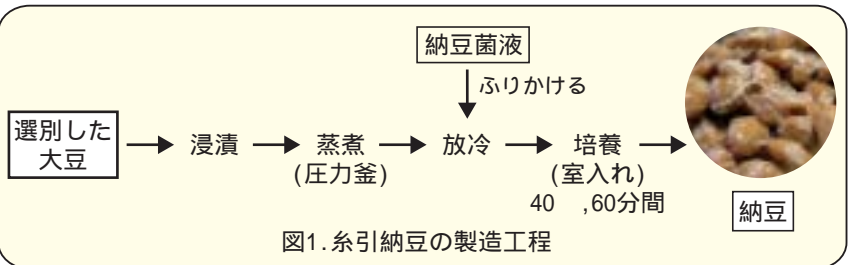 納豆菌液
ふりかける
選別した
大豆
浸漬
蒸煮
(圧力釜)
放冷
培養
(室入れ)
40 ,60分間
納豆
図1.糸引納豆の製造工程